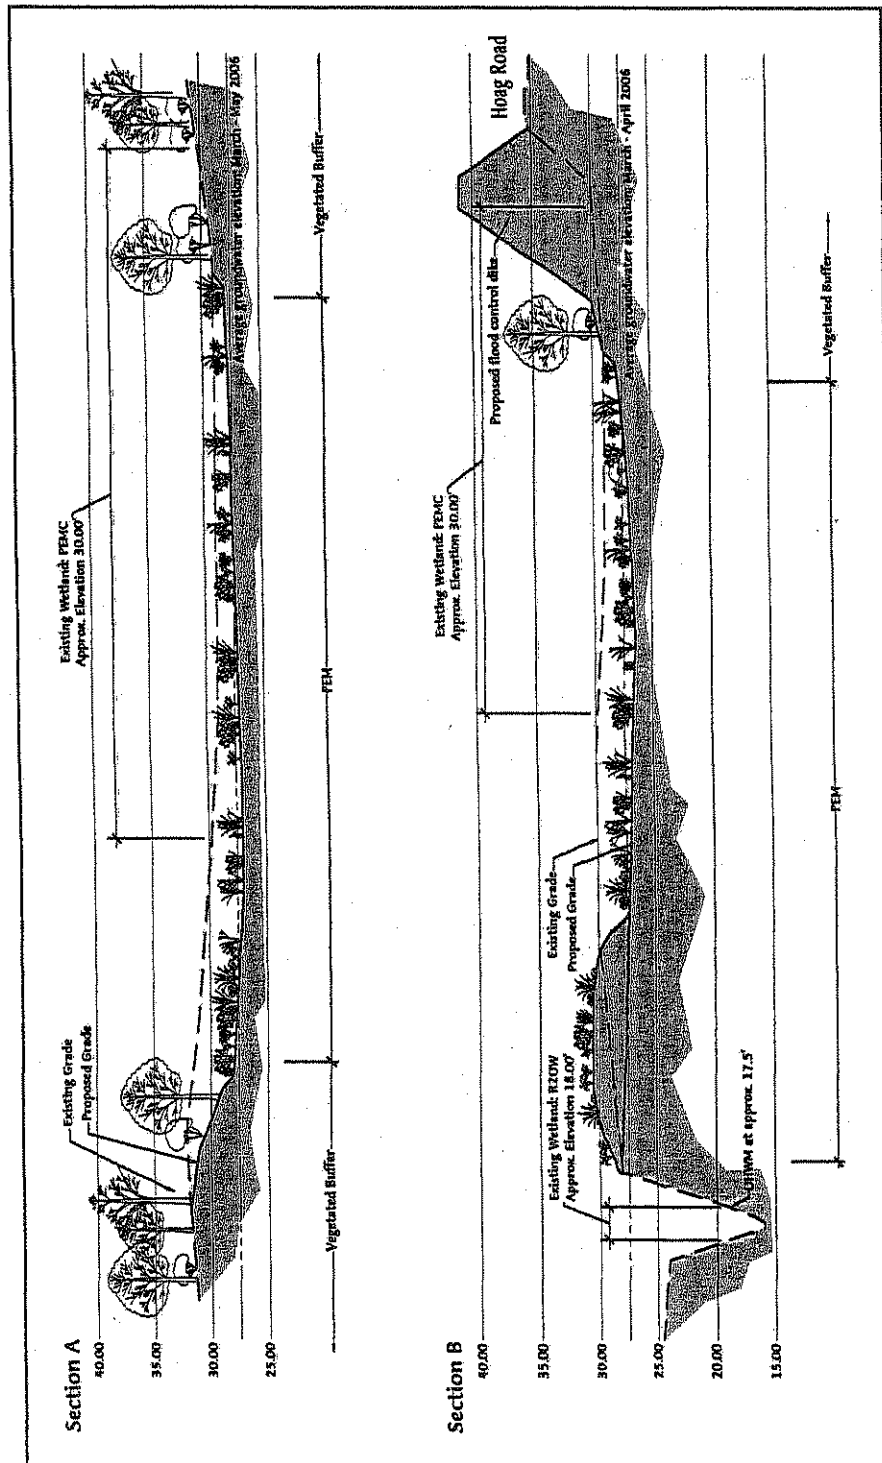 Section A
40.00
35.00
30.00
25.00
Existing Grade
Proposed Grade
Existing Wetland: PEMC
Approx. Elevation 30.00'
Average groundwater elevation: March - May 2006
Vegetated Buffer
PEM
Vegetated Buffer
Section B
40.00
35.00
30.00
25.00
20.00
15.00
Existing Wetland: R2OW
Approx. Elevation 18.00'
OHWM at approx. 17.5'
Existing Grade
Proposed Grade
Existing Wetland: PEMC
Approx. Elevation 30.00'
Proposed flood control dike
Hoag Road
Average groundwater elevation: March - April 2006
PEM
Vegetated Buffer